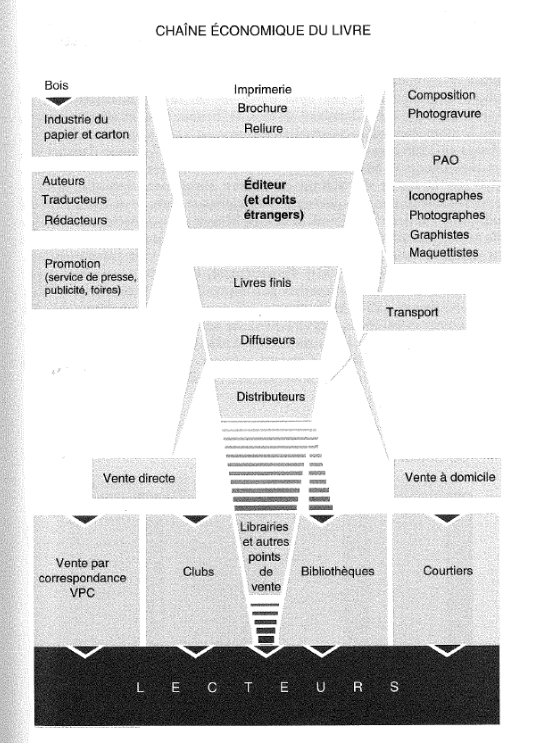 CHAÎNE ÉCONOMIQUE DU LIVRE
Bois
Industrie du
papier et carton
Auteurs
Traducteurs
Rédacteurs
Promotion
(service de presse,
publicité, foires)
Imprimerie
Brochure
Reliure
Éditeur
(et droits
étrangers)
Livres finis
Diffuseurs
Distributeurs
Composition
Photogravure
PAO
Iconographes
Photographes
Graphistes
Maquettistes
Transport
Vente directe
Vente à domicile
Vente par
correspondance
VPC
Clubs
Librairies
et autres
points
de
vente
Bibliothèques
Courtiers
LECTEURS